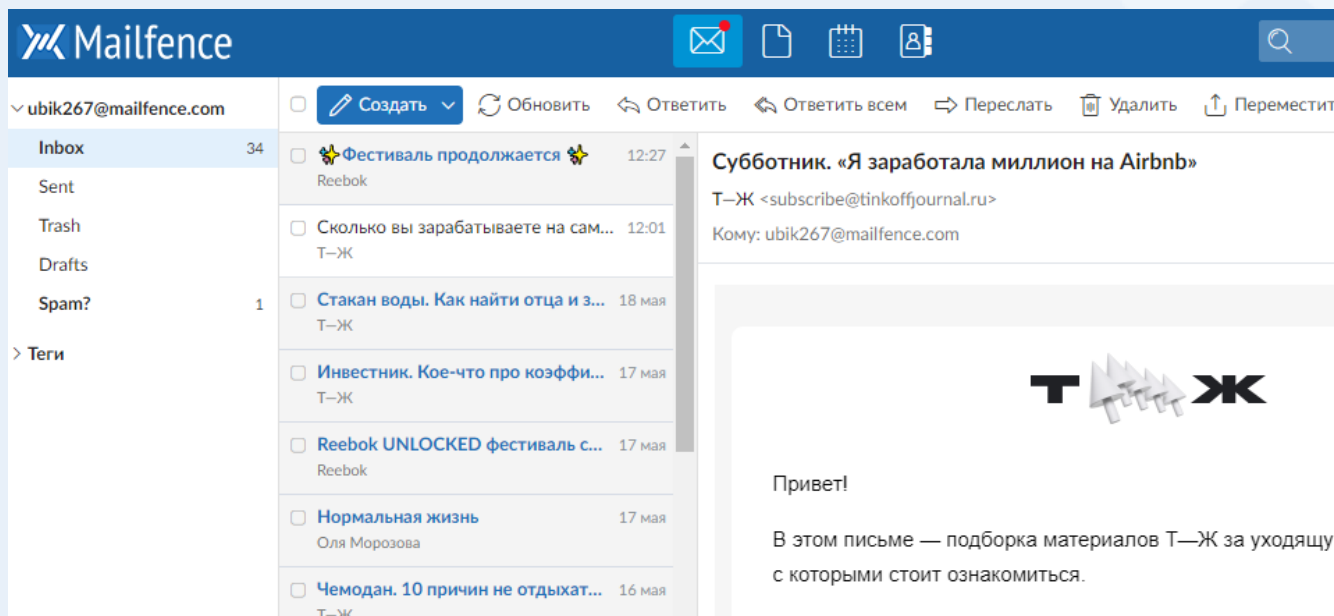 Mailfence
ubik267@mailfence.com
Inbox 34
Sent
Trash
Drafts
Spam? 1
Теги
Создать Обновить Ответить Ответить всем Переслать Удалить Переместит
Фестиваль продолжается 12:27
Reebok
Сколько вы зарабатываете на сам... 12:01
Т—Ж
Стакан воды. Как найти отца и з... 18 мая
Т—Ж
Инвестник. Кое-что про коэффи... 17 мая
Т—Ж
Reebok UNLOCKED фестиваль с... 17 мая
Reebok
Нормальная жизнь 17 мая
Оля Морозова
Чемодан. 10 причин не отдыхат... 16 мая
Т—Ж
Субботник. «Я заработала миллион на Airbnb»
Т—Ж <subscribe@tinkoffjournal.ru>
Кому: ubik267@mailfence.com
Т Ж
Привет!
В этом письме — подборка материалов Т—Ж за уходящу
с которыми стоит ознакомиться.